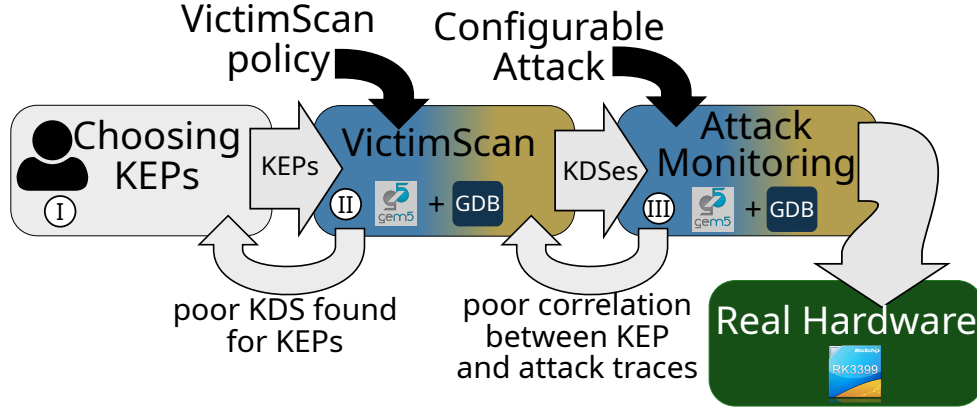 VictimScan
policy
Configurable
Attack
Choosing
KEPs
I
KEPs
VictimScan
II
gem5
+
GDB
KDSes
Attack
Monitoring
III
gem5
+
GDB
poor KDS found
for KEPs
poor correlation
between KEP
and attack traces
Real Hardware
Rockchip
RK3399